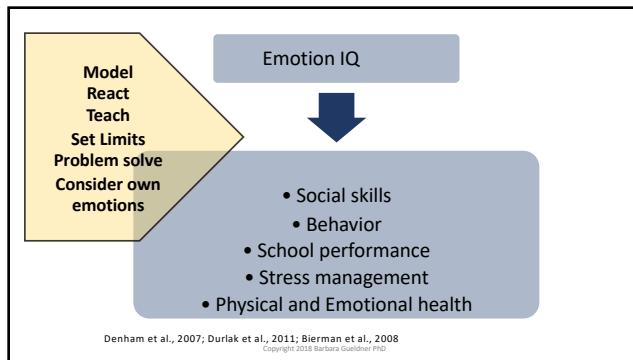 Model
React
Teach
Set Limits
Problem solve
Consider own
emotions
Emotion IQ
• Social skills
• Behavior
• School performance
• Stress management
• Physical and Emotional health
Denham et al., 2007; Durlak et al., 2011; Bierman et al., 2008
Copyright 2018 Barbara Gueldner PhD